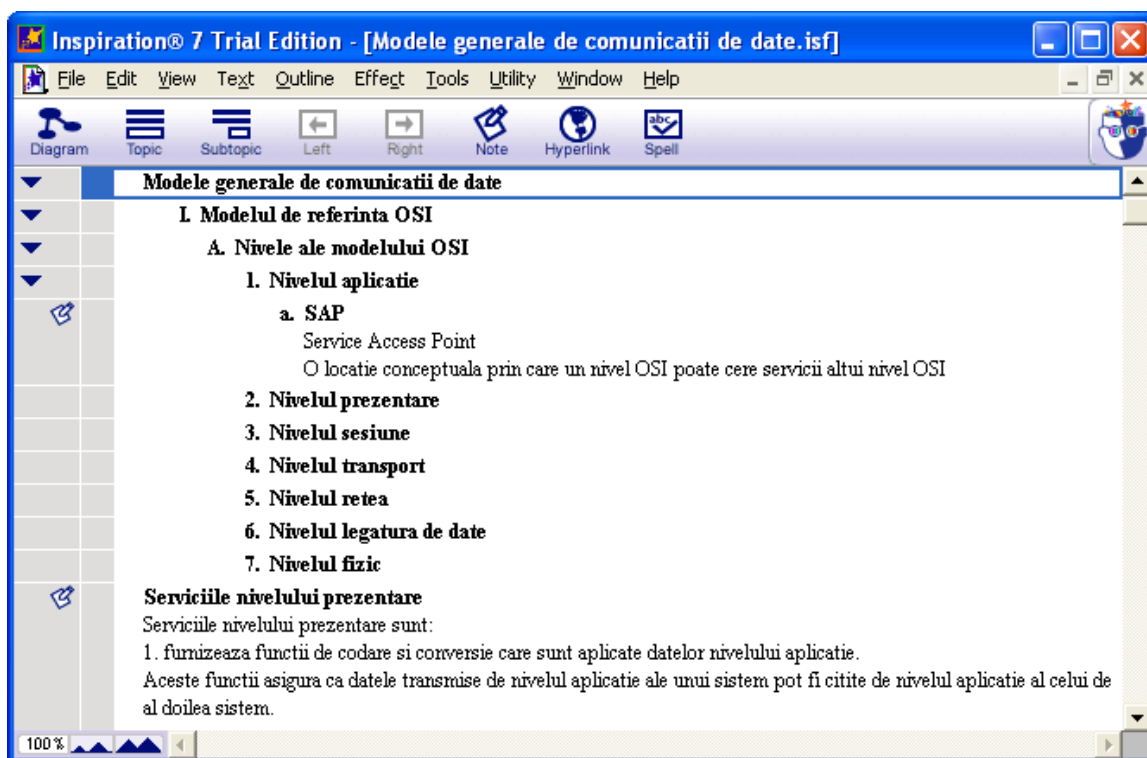 Inspiration® 7 Trial Edition - [Modele generale de comunicatii de date.isf]
File Edit View Text Outline Effect Tools Utility Window Help
Diagram Topic Subtopic Left Right Note Hyperlink Spell
Modele generale de comunicatii de date
I. Modelul de referinta OSI
A. Nivele ale modelului OSI
1. Nivelul aplicatie
a. SAP
Service Access Point
O locatie conceptuala prin care un nivel OSI poate cere servicii altui nivel OSI
2. Nivelul prezentare
3. Nivelul sesiune
4. Nivelul transport
5. Nivelul retea
6. Nivelul legatura de date
7. Nivelul fizic
Serviciile nivelului prezentare
Serviciile nivelului prezentare sunt:
1. furnizeaza functii de codare si conversie care sunt aplicate datelor nivelului aplicatie.
Aceste functii asigura ca datele transmise de nivelul aplicatie ale unui sistem pot fi citite de nivelul aplicatie al celui de
al doilea sistem.
100%